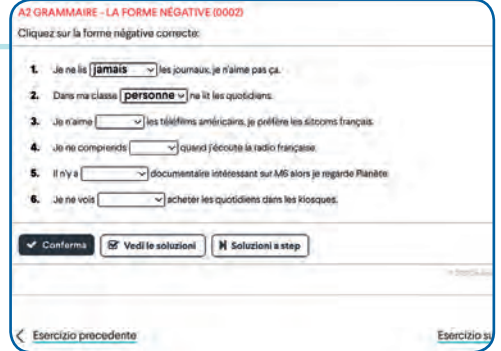 A2 GRAMMAIRE - LA FORME NÉGATIVE (0002)
Cliquez sur la forme négative correcte:
1. Je ne lis jamais les journaux, je n'aime pas ça.
2. Dans ma classe personne ne lit les quotidiens.
3. Je n'aime les téléfilms américains, je préfère les sitcoms français.
4. Je ne comprends quand j'écoute la radio française.
5. Il n'y a documentaire intéressant sur M6 alors je regarde Planète.
6. Je ne vois acheter les quotidiens dans les kiosques.
Conferma Vedi le soluzioni Soluzioni a step
Esercizio precedente Esercizio su